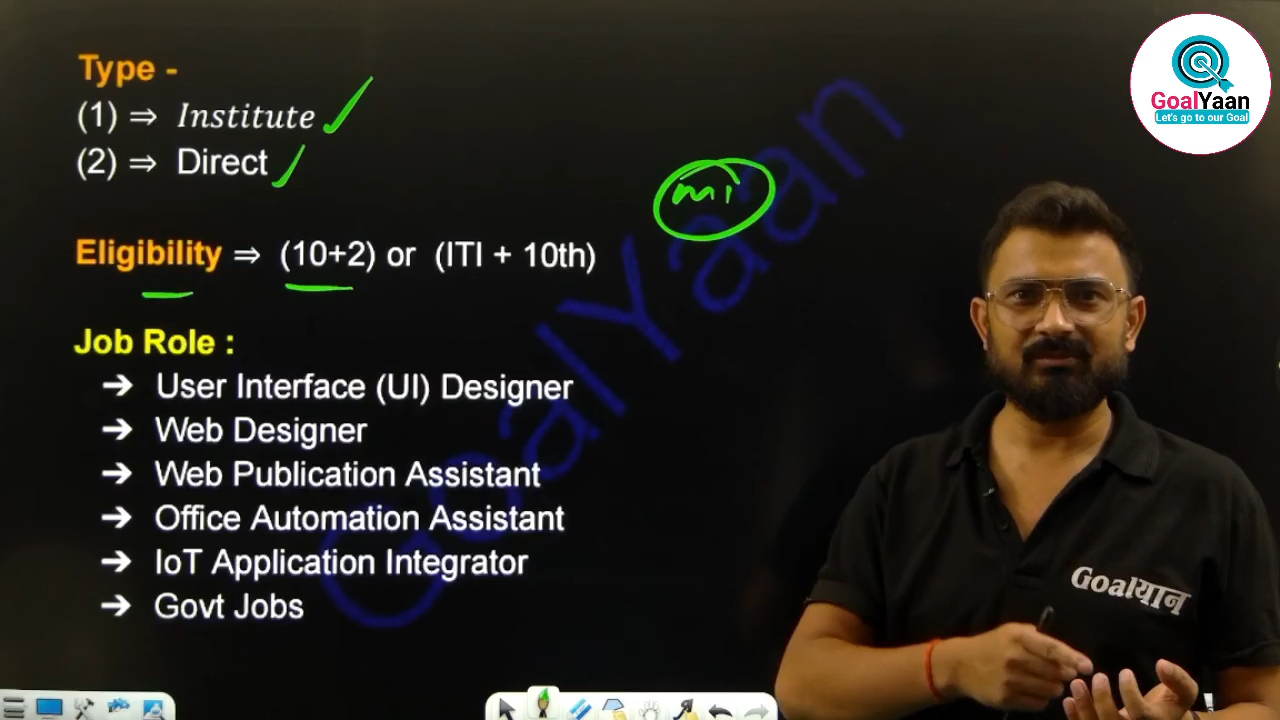 Type -
(1) ⇒ Institute
(2) ⇒ Direct
Eligibility ⇒ (10+2) or (ITI + 10th)
Job Role :
➔ User Interface (UI) Designer
➔ Web Designer
➔ Web Publication Assistant
➔ Office Automation Assistant
➔ IoT Application Integrator
➔ Govt Jobs
GoalYaan
GoalYaan
Let's go to our Goal
Goalयान